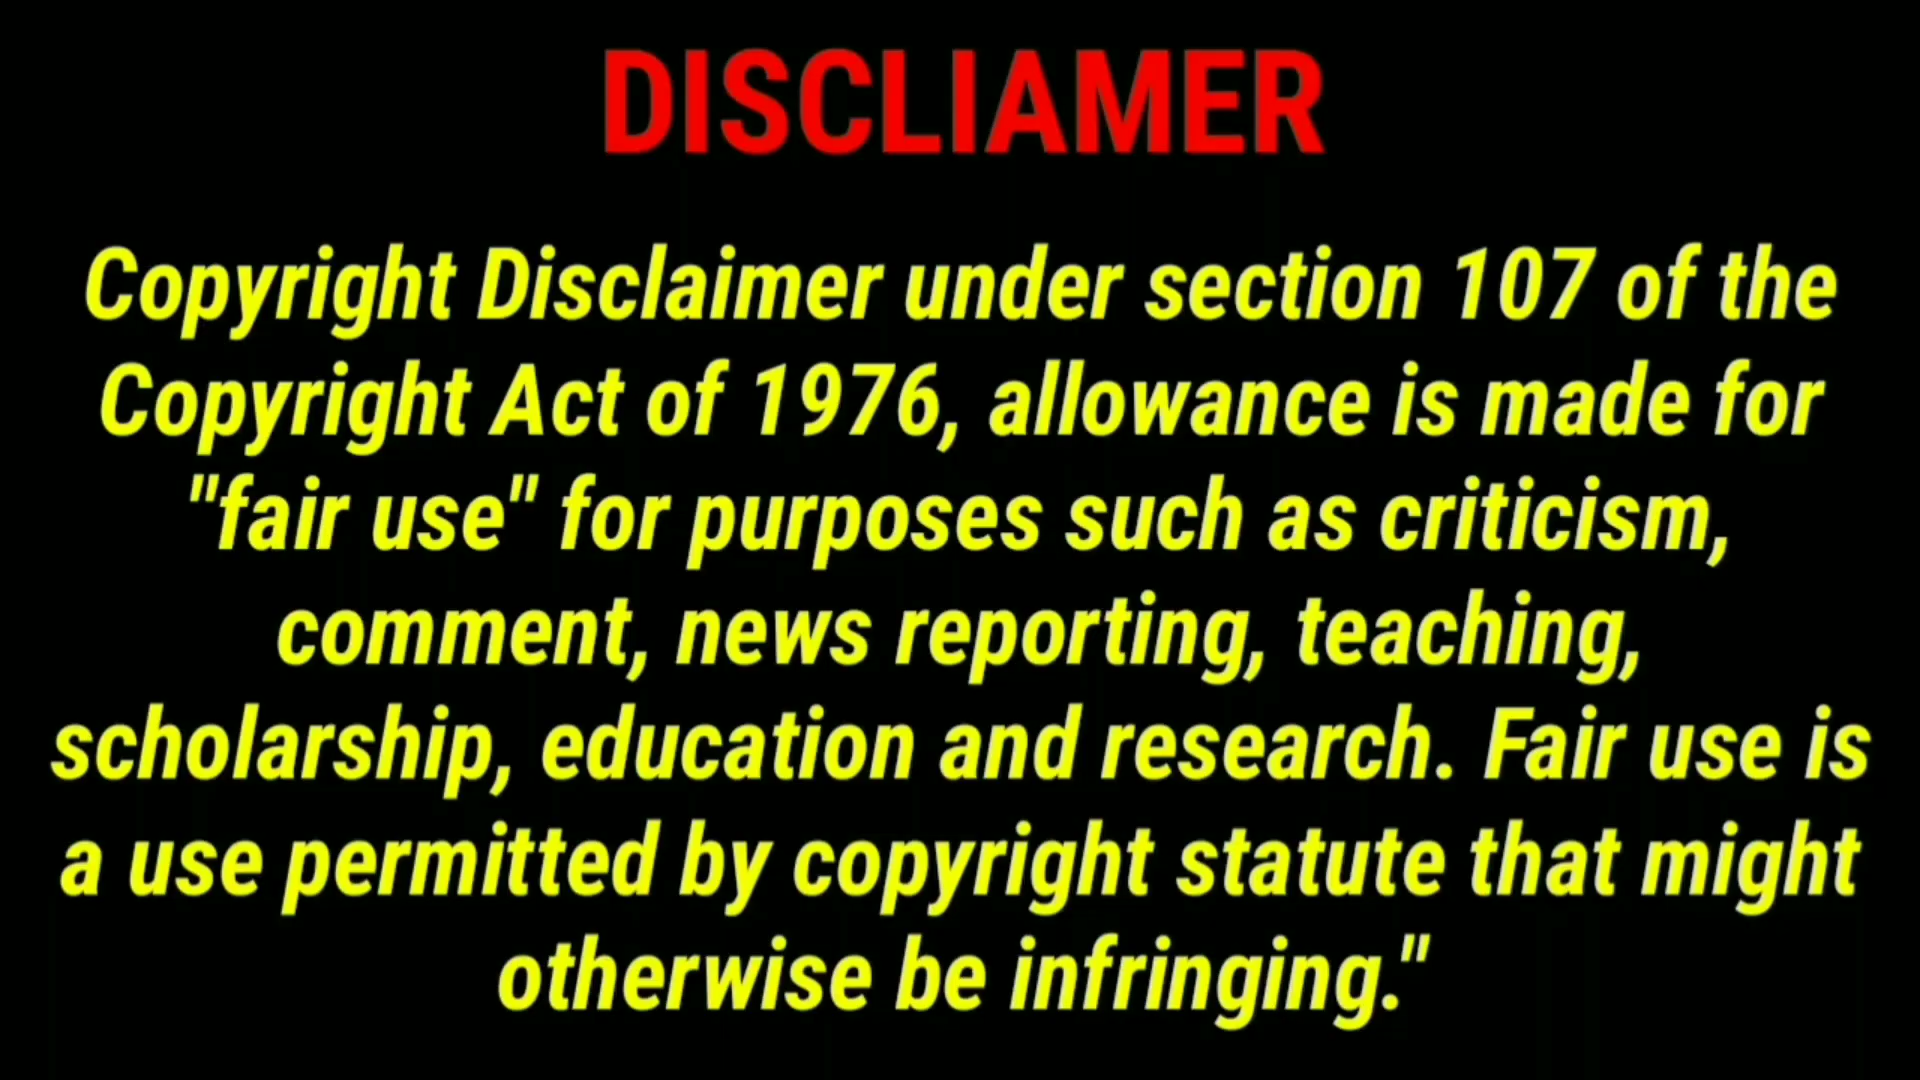 DISCLIAMER
Copyright Disclaimer under section 107 of the
Copyright Act of 1976, allowance is made for
"fair use" for purposes such as criticism,
comment, news reporting, teaching,
scholarship, education and research. Fair use is
a use permitted by copyright statute that might
otherwise be infringing."